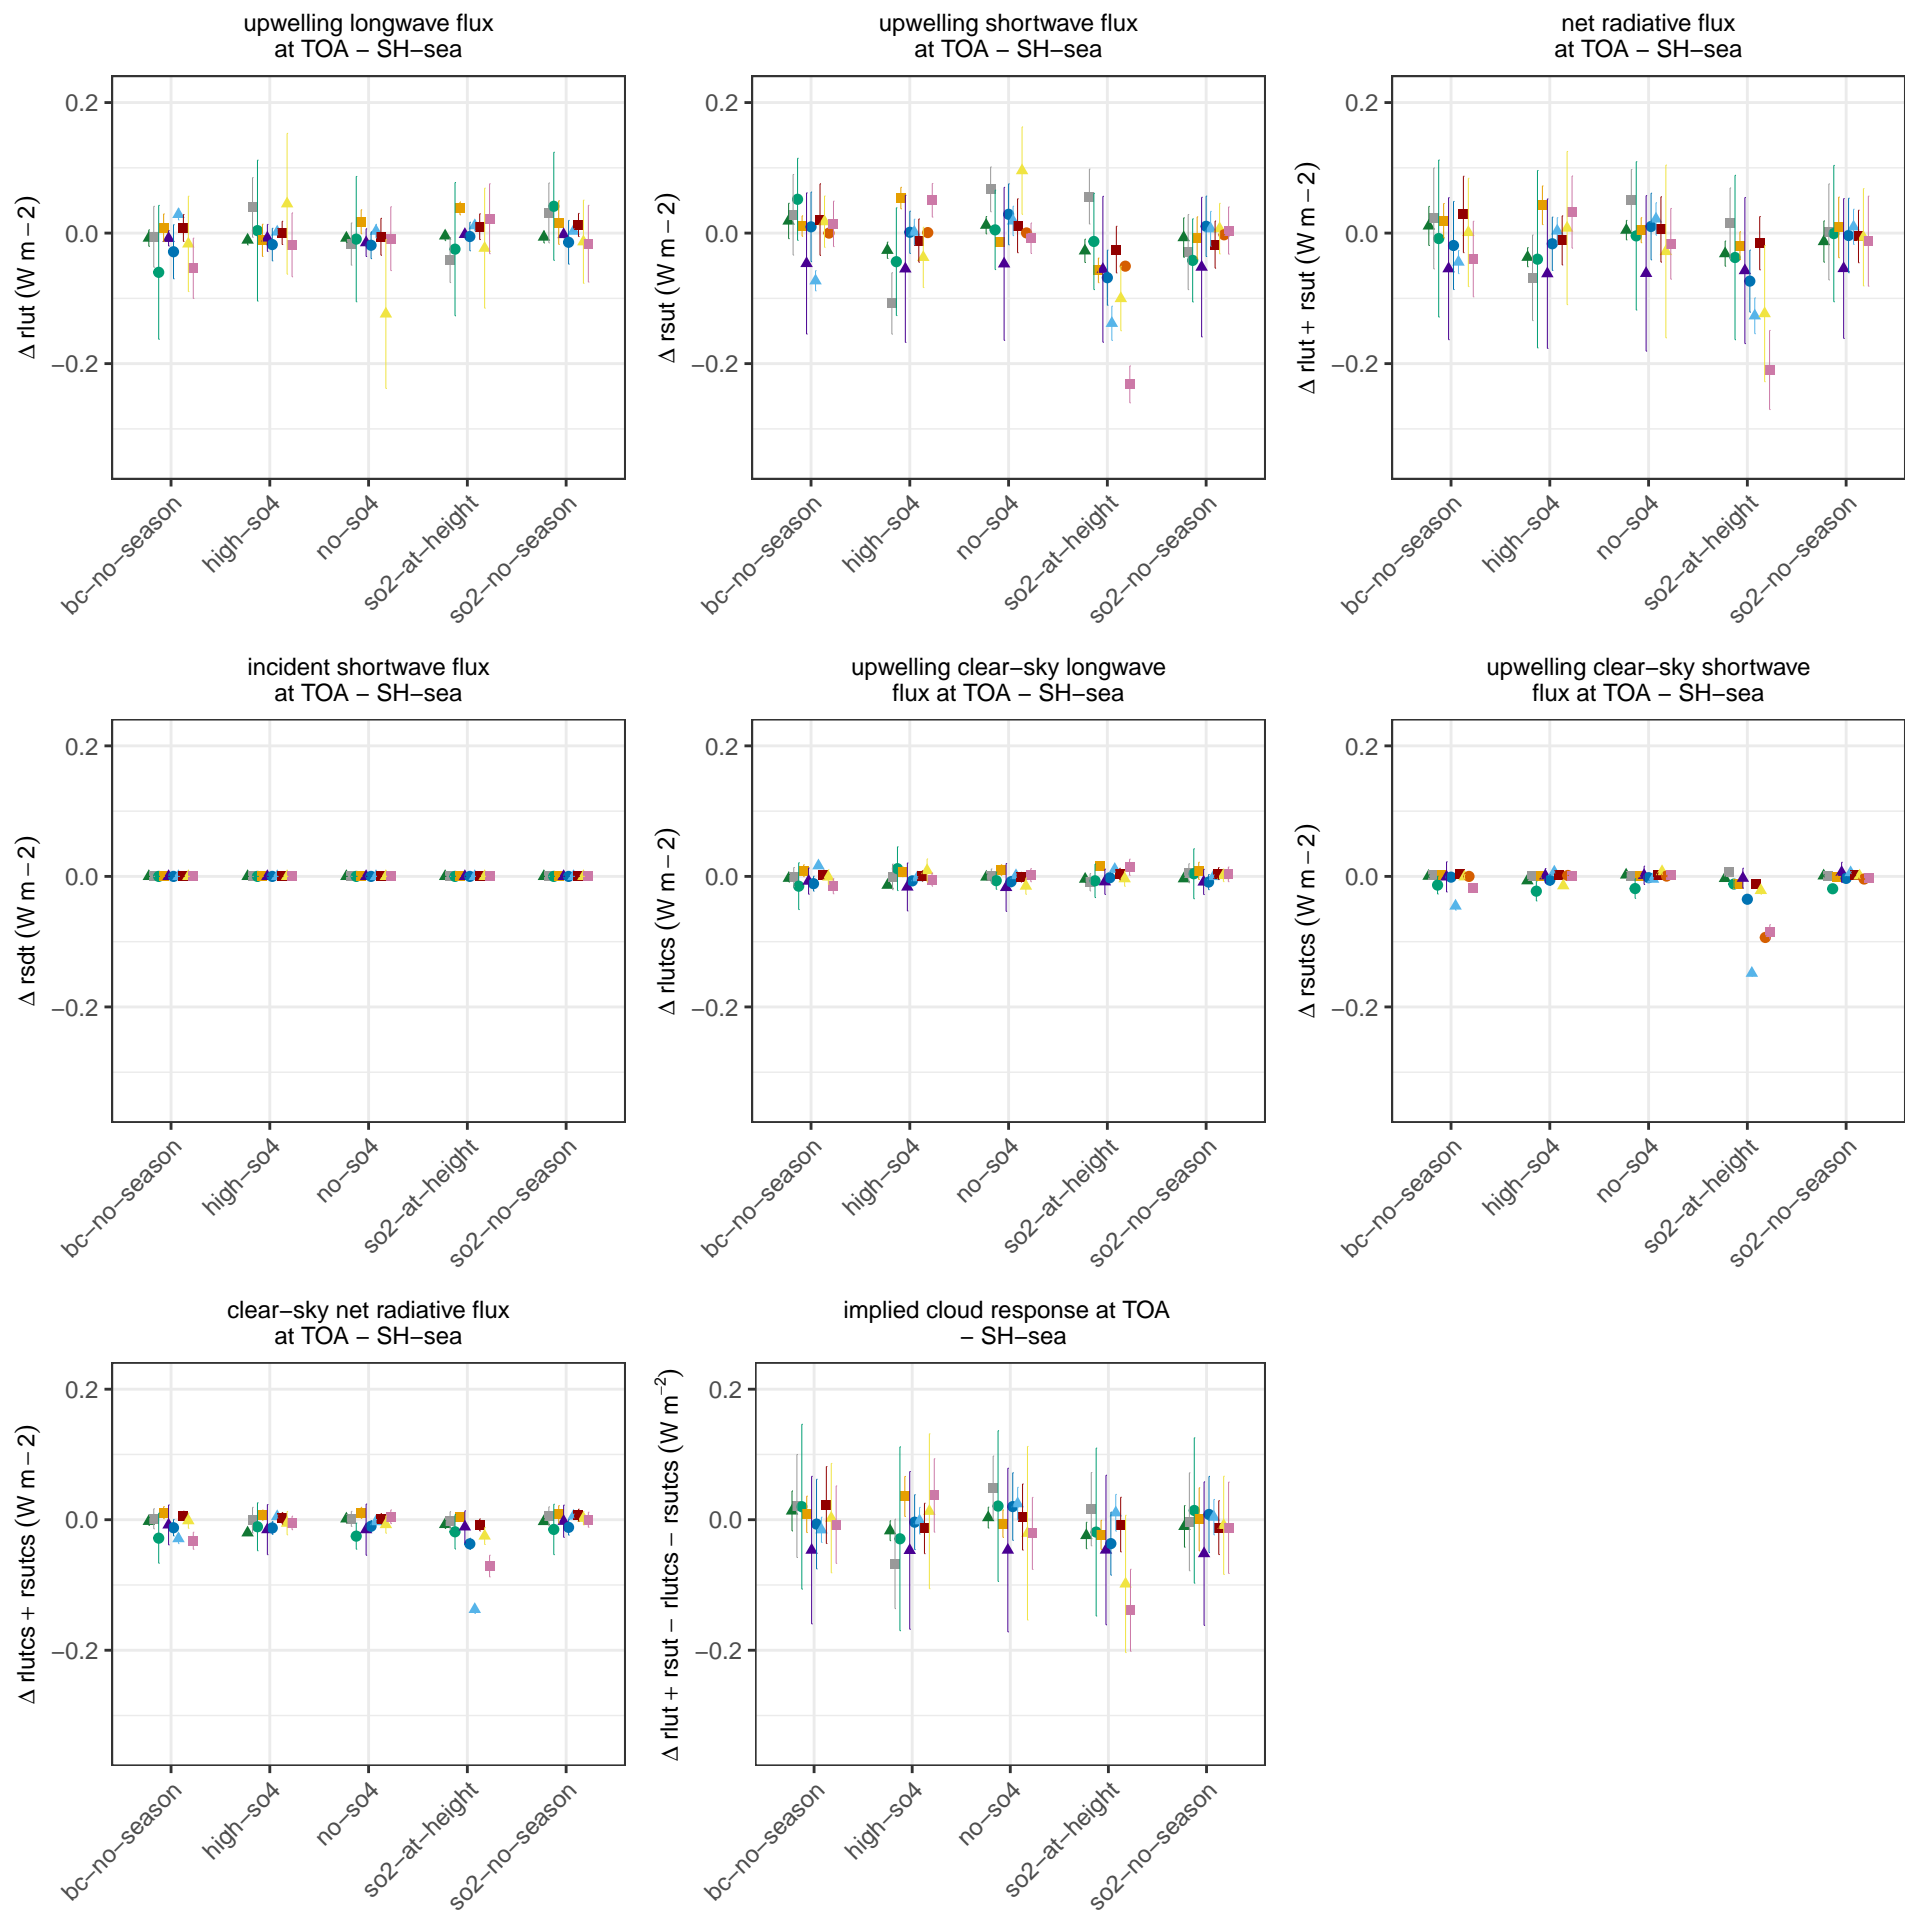 upwelling longwave flux
at TOA − SH−sea
Δ rlut (W m−2)
0.2
0.0
−0.2
bc−no−season
high−so4
no−so4
so2−at−height
so2−no−season
upwelling shortwave flux
at TOA − SH−sea
Δ rsut (W m−2)
0.2
0.0
−0.2
bc−no−season
high−so4
no−so4
so2−at−height
so2−no−season
net radiative flux
at TOA − SH−sea
Δ rlut + rsut (W m−2)
0.2
0.0
−0.2
bc−no−season
high−so4
no−so4
so2−at−height
so2−no−season
incident shortwave flux
at TOA − SH−sea
Δ rsdt (W m−2)
0.2
0.0
−0.2
bc−no−season
high−so4
no−so4
so2−at−height
so2−no−season
upwelling clear−sky longwave
flux at TOA − SH−sea
Δ rlutcs (W m−2)
0.2
0.0
−0.2
bc−no−season
high−so4
no−so4
so2−at−height
so2−no−season
upwelling clear−sky shortwave
flux at TOA − SH−sea
Δ rsutcs (W m−2)
0.2
0.0
−0.2
bc−no−season
high−so4
no−so4
so2−at−height
so2−no−season
clear−sky net radiative flux
at TOA − SH−sea
Δ rlutcs + rsutcs (W m−2)
0.2
0.0
−0.2
bc−no−season
high−so4
no−so4
so2−at−height
so2−no−season
implied cloud response at TOA
− SH−sea
Δ rlut + rsut − rlutcs − rsutcs (W m⁻²)
0.2
0.0
−0.2
bc−no−season
high−so4
no−so4
so2−at−height
so2−no−season